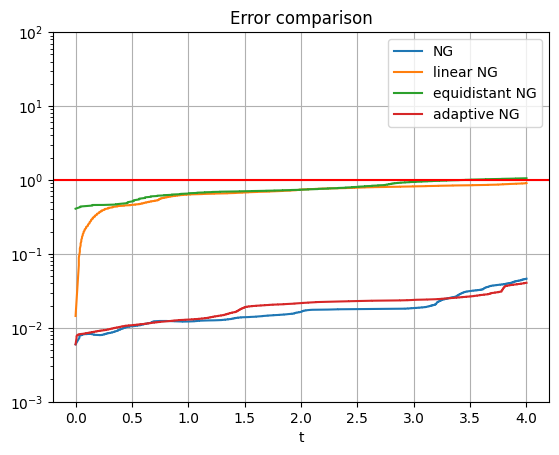 Error comparison
10²
10¹
10⁰
10⁻¹
10⁻²
10⁻³
NG
linear NG
equidistant NG
adaptive NG
0.0 0.5 1.0 1.5 2.0 2.5 3.0 3.5 4.0
t